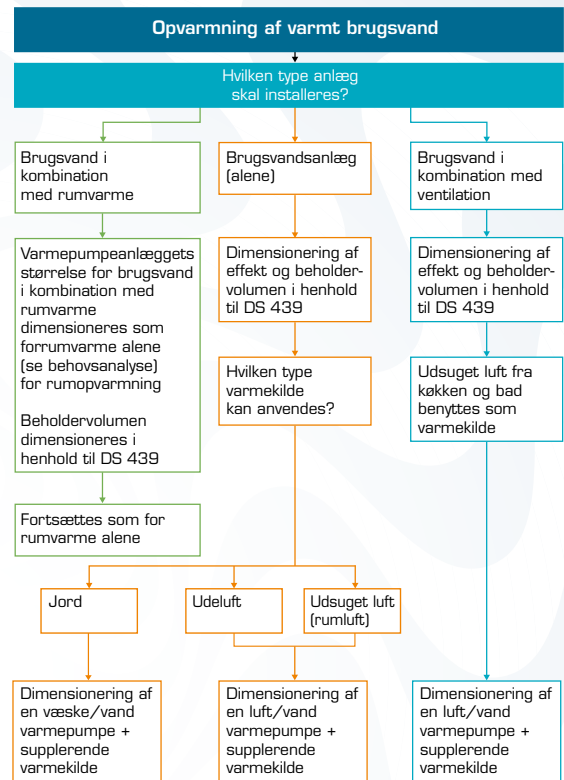 Opvarmning af varmt brugsvand
Hvilken type anlæg
skal installeres?
Brugsvand i
kombination
med rumvarme
Varmepumpeanlæggets
størrelse for brugsvand
i kombination med
rumvarme
dimensioneres som
forrumvarme alene
(se behovsanalyse)
for rumopvarmning
Beholdervolumen
dimensioneres i
henhold til DS 439
Fortsættes som for
rumvarme alene
Brugsvandsanlæg
(alene)
Dimensionering af
effekt og beholder-
volumen i henhold
til DS 439
Hvilken type
varmekilde
kan anvendes?
Jord
Udeluft
Udsuget luft
(rumluft)
Dimensionering af
en væske/vand
varmepumpe +
supplerende
varmekilde
Dimensionering af
en luft/vand
varmepumpe +
supplerende
varmekilde
Brugsvand i
kombination med
ventilation
Dimensionering af
effekt og beholder-
volumen i henhold
til DS 439
Udsuget luft fra
køkken og bad
benyttes som
varmekilde
Dimensionering af
en luft/vand
varmepumpe +
supplerende
varmekilde